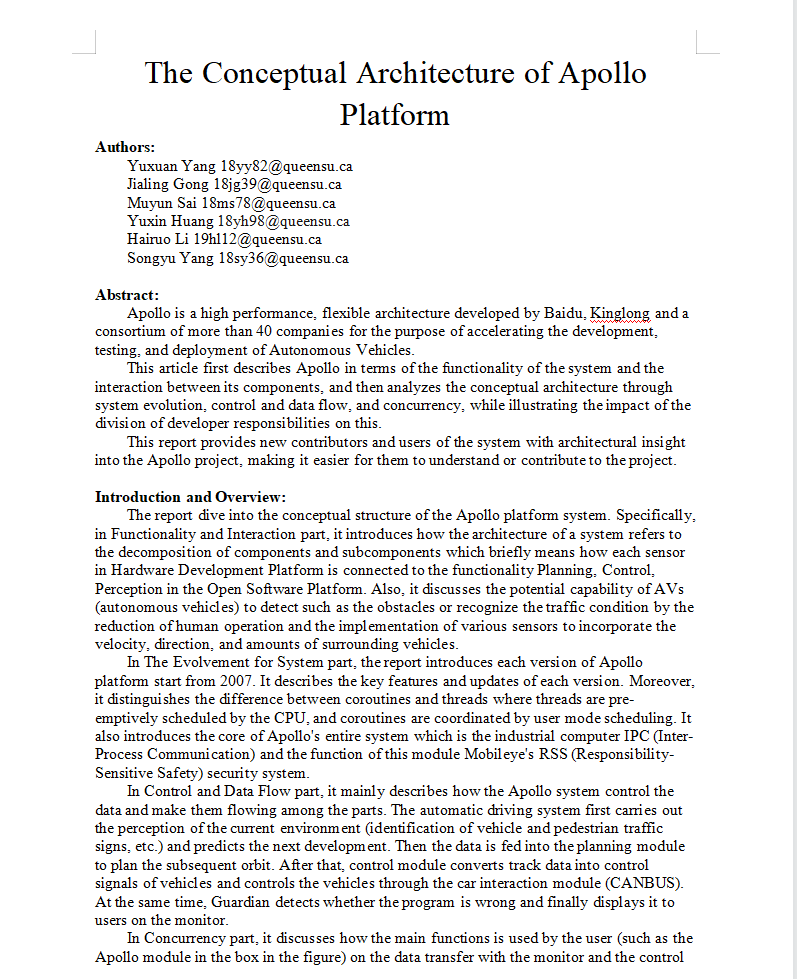 The Conceptual Architecture of Apollo
Platform
Authors:
Yuxuan Yang 18yy82@queensu.ca
Jialing Gong 18jg39@queensu.ca
Muyun Sai 18ms78@queensu.ca
Yuxin Huang 18yh98@queensu.ca
Hairuo Li 19hl12@queensu.ca
Songyu Yang 18sy36@queensu.ca
Abstract:
Apollo is a high performance, flexible architecture developed by Baidu, Kinglong and a
consortium of more than 40 companies for the purpose of accelerating the development,
testing, and deployment of Autonomous Vehicles.
This article first describes Apollo in terms of the functionality of the system and the
interaction between its components, and then analyzes the conceptual architecture through
system evolution, control and data flow, and concurrency, while illustrating the impact of the
division of developer responsibilities on this.
This report provides new contributors and users of the system with architectural insight
into the Apollo project, making it easier for them to understand or contribute to the project.
Introduction and Overview:
The report dive into the conceptual structure of the Apollo platform system. Specifically,
in Functionality and Interaction part, it introduces how the architecture of a system refers to
the decomposition of components and subcomponents which briefly means how each sensor
in Hardware Development Platform is connected to the functionality Planning, Control,
Perception in the Open Software Platform. Also, it discusses the potential capability of AVs
(autonomous vehicles) to detect such as the obstacles or recognize the traffic condition by the
reduction of human operation and the implementation of various sensors to incorporate the
velocity, direction, and amounts of surrounding vehicles.
In The Evolvement for System part, the report introduces each version of Apollo
platform start from 2007. It describes the key features and updates of each version. Moreover,
it distinguishes the difference between coroutines and threads where threads are pre-
emptively scheduled by the CPU, and coroutines are coordinated by user mode scheduling. It
also introduces the core of Apollo's entire system which is the industrial computer IPC (Inter-
Process Communication) and the function of this module Mobileye's RSS (Responsibility-
Sensitive Safety) security system.
In Control and Data Flow part, it mainly describes how the Apollo system control the
data and make them flowing among the parts. The automatic driving system first carries out
the perception of the current environment (identification of vehicle and pedestrian traffic
signs, etc.) and predicts the next development. Then the data is fed into the planning module
to plan the subsequent orbit. After that, control module converts track data into control
signals of vehicles and controls the vehicles through the car interaction module (CANBUS).
At the same time, Guardian detects whether the program is wrong and finally displays it to
users on the monitor.
In Concurrency part, it discusses how the main functions is used by the user (such as the
Apollo module in the box in the figure) on the data transfer with the monitor and the control